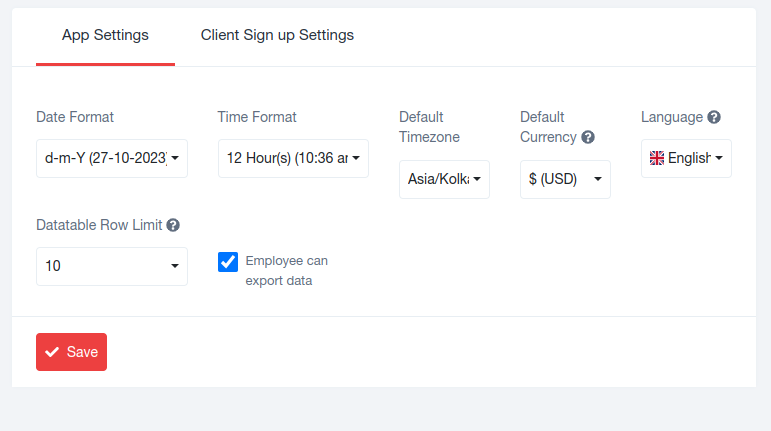 App Settings
Client Sign up Settings
Date Format
Time Format
Default
Timezone
Default
Currency
Language
d-m-Y (27-10-2023)
12 Hour(s) (10:36 ar
Asia/Kolka
$ (USD)
English
Datatable Row Limit
10
Employee can
export data
Save